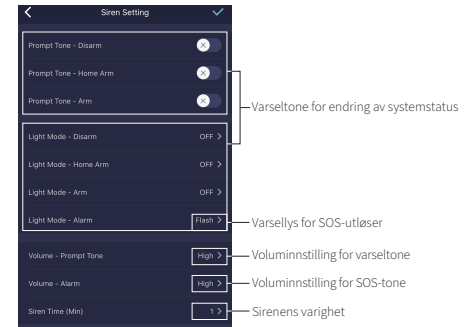 Siren Setting
Prompt Tone - Disarm
Prompt Tone - Home Arm
Prompt Tone - Arm
Varseltone for endring av systemstatus
Light Mode - Disarm OFF >
Light Mode - Home Arm OFF >
Light Mode - Arm OFF >
Light Mode - Alarm Flash >
Varsellys for SOS-utløser
Volume - Prompt Tone High >
Voluminnstilling for varseltone
Volume - Alarm High >
Voluminnstilling for SOS-tone
Siren Time (Min) 1 >
Sirenens varighet